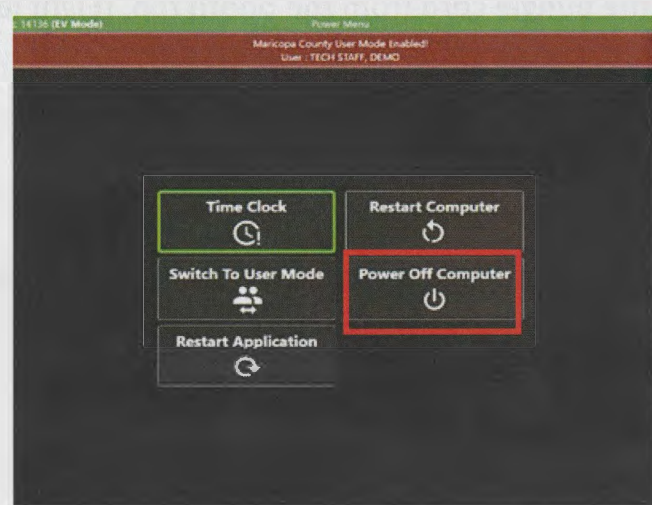 14136 (EV Mode)
Power Menu
Maricopa County User Mode Enabled!
User : TECH STAFF, DEMO
Time Clock
Restart Computer
Switch To User Mode
Power Off Computer
Restart Application